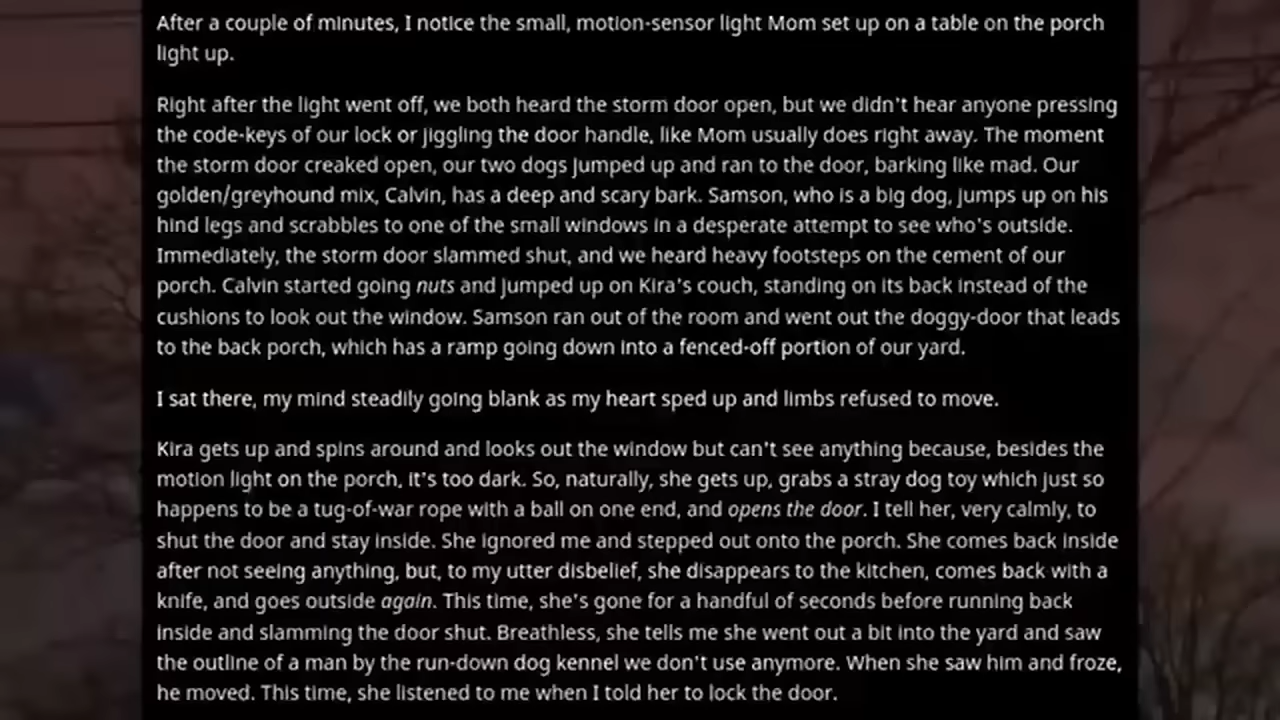 After a couple of minutes, I notice the small, motion-sensor light Mom set up on a table on the porch
light up.
Right after the light went off, we both heard the storm door open, but we didn't hear anyone pressing
the code-keys of our lock or jiggling the door handle, like Mom usually does right away. The moment
the storm door creaked open, our two dogs jumped up and ran to the door, barking like mad. Our
golden/greyhound mix, Calvin, has a deep and scary bark. Samson, who is a big dog, jumps up on his
hind legs and scrabbles to one of the small windows in a desperate attempt to see who's outside.
Immediately, the storm door slammed shut, and we heard heavy footsteps on the cement of our
porch. Calvin started going nuts and jumped up on Kira's couch, standing on its back instead of the
cushions to look out the window. Samson ran out of the room and went out the doggy-door that leads
to the back porch, which has a ramp going down into a fenced-off portion of our yard.
I sat there, my mind steadily going blank as my heart sped up and limbs refused to move.
Kira gets up and spins around and looks out the window but can't see anything because, besides the
motion light on the porch, it's too dark. So, naturally, she gets up, grabs a stray dog toy which just so
happens to be a tug-of-war rope with a ball on one end, and opens the door. I tell her, very calmly, to
shut the door and stay inside. She ignored me and stepped out onto the porch. She comes back inside
after not seeing anything, but, to my utter disbelief, she disappears to the kitchen, comes back with a
knife, and goes outside again. This time, she's gone for a handful of seconds before running back
inside and slamming the door shut. Breathless, she tells me she went out a bit into the yard and saw
the outline of a man by the run-down dog kennel we don't use anymore. When she saw him and froze,
he moved. This time, she listened to me when I told her to lock the door.